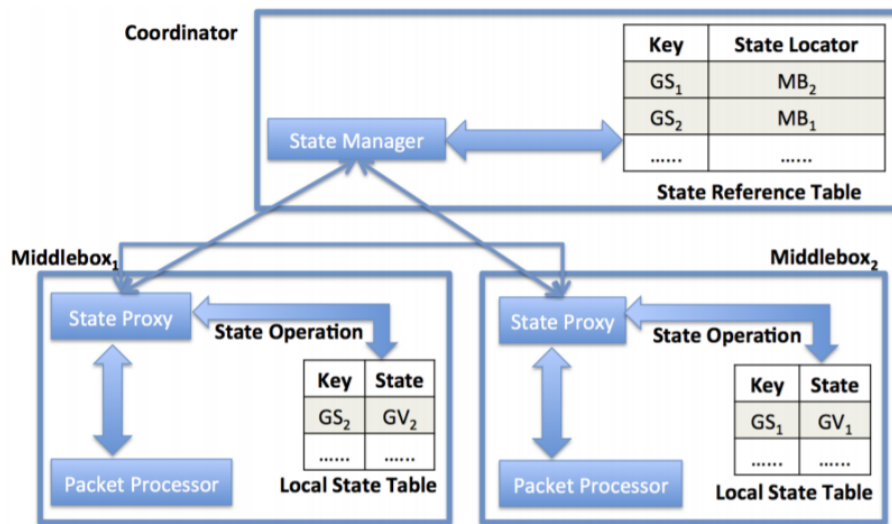 Coordinator
Key State Locator
GS1 MB2
GS2 MB1
...... ......
State Manager
State Reference Table
Middlebox1
State Proxy
State Operation
Key State
GS2 GV2
...... ......
Packet Processor
Local State Table
Middlebox2
State Proxy
State Operation
Key State
GS1 GV1
...... ......
Packet Processor
Local State Table